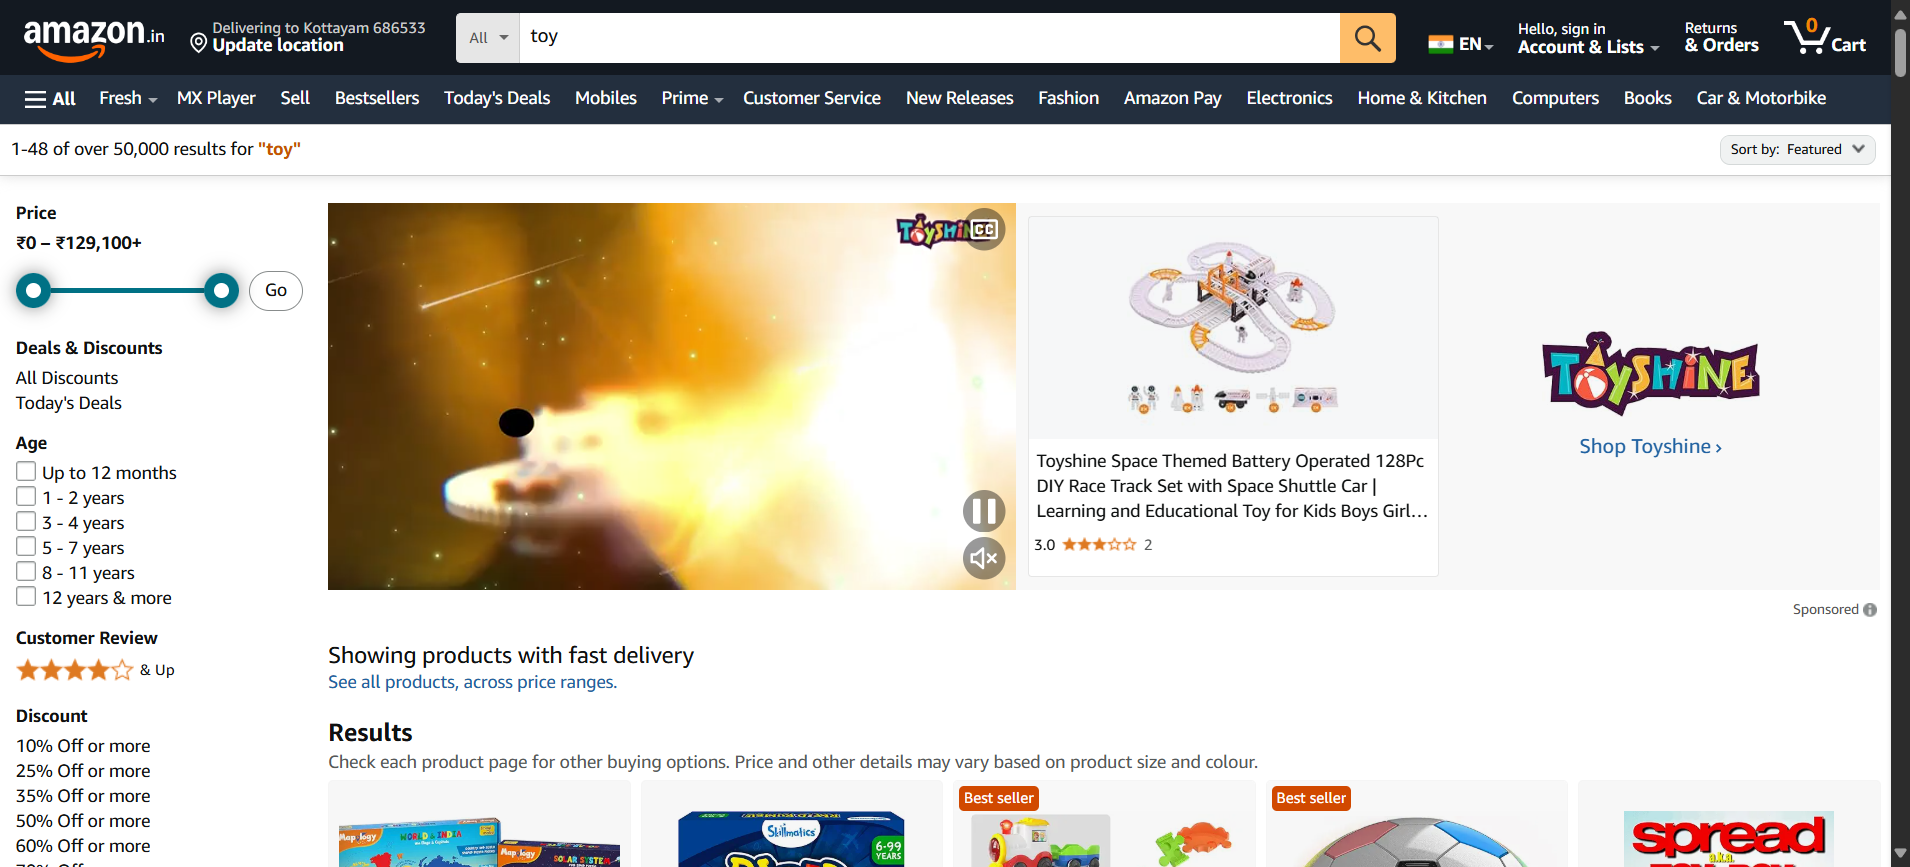 amazon.in
Delivering to Kottayam 686533
Update location
All
toy
EN
Hello, sign in
Account & Lists
Returns
& Orders
0
Cart
All
Fresh
MX Player
Sell
Bestsellers
Today's Deals
Mobiles
Prime
Customer Service
New Releases
Fashion
Amazon Pay
Electronics
Home & Kitchen
Computers
Books
Car & Motorbike
1-48 of over 50,000 results for "toy"
Sort by: Featured
Price
₹0 – ₹129,100+
Go
Deals & Discounts
All Discounts
Today's Deals
Age
Up to 12 months
1 - 2 years
3 - 4 years
5 - 7 years
8 - 11 years
12 years & more
Customer Review
& Up
Discount
10% Off or more
25% Off or more
35% Off or more
50% Off or more
60% Off or more
CC
Toyshine Space Themed Battery Operated 128Pc
DIY Race Track Set with Space Shuttle Car |
Learning and Educational Toy for Kids Boys Girl…
3.0
2
TOYSHINE
Shop Toyshine ›
Sponsored
Showing products with fast delivery
See all products, across price ranges.
Results
Check each product page for other buying options. Price and other details may vary based on product size and colour.
Mapology
WORLD & INDIA
Mapology
SOLAR SYSTEM
Skillmatics
6-99
YEARS
Best seller
Best seller
spread
a.k.a.